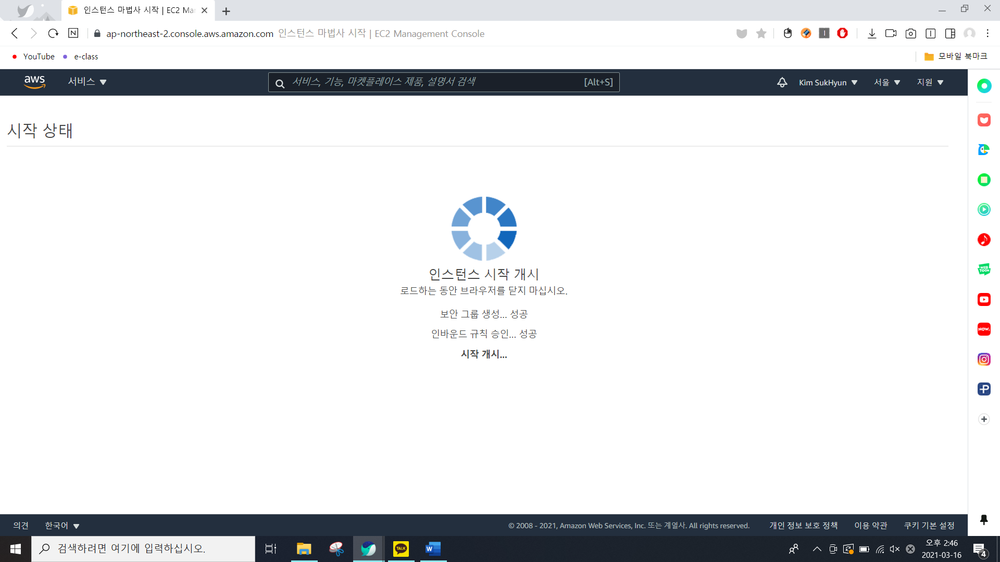 인스턴스 마법사 시작 | EC2 Ma
N
ap-northeast-2.console.aws.amazon.com 인스턴스 마법사 시작 | EC2 Management Console
YouTube
e-class
모바일 북마크
aws
서비스
서비스, 기능, 마켓플레이스 제품, 설명서 검색
[Alt+S]
Kim SukHyun
서울
지원
시작 상태
인스턴스 시작 개시
로드하는 동안 브라우저를 닫지 마십시오.
보안 그룹 생성... 성공
인바운드 규칙 승인... 성공
시작 개시...
WEB
TOON
NOW.
의견
한국어
© 2008 - 2021, Amazon Web Services, Inc. 또는 계열사. All rights reserved.
개인 정보 보호 정책
이용 약관
쿠키 기본 설정
검색하려면 여기에 입력하십시오.
TALK
W
오후 2:46
2021-03-16
4